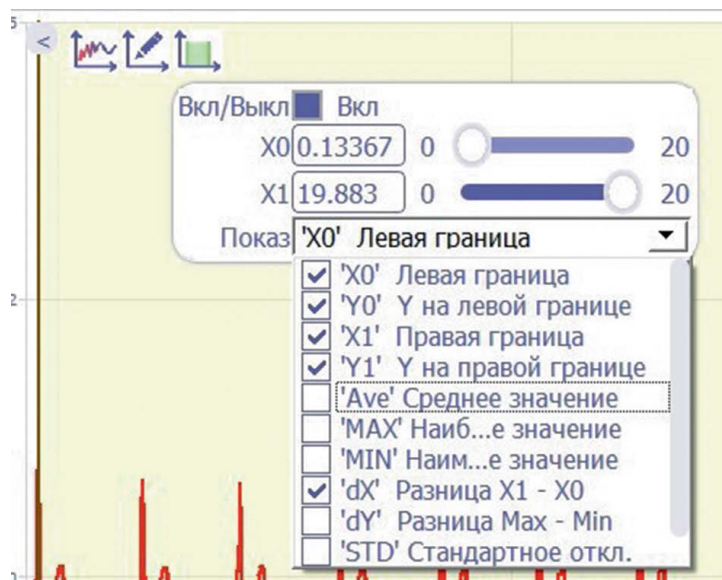 5
<
Вкл/Выкл Вкл
X0 0.13367 0 20
X1 19.883 0 20
Показ 'X0' Левая граница
'X0' Левая граница
'Y0' Y на левой границе
2
'X1' Правая граница
'Y1' Y на правой границе
'Ave' Среднее значение
'MAX' Наиб...е значение
'MIN' Наим...е значение
'dX' Разница X1 - X0
'dY' Разница Max - Min
'STD' Стандартное откл.